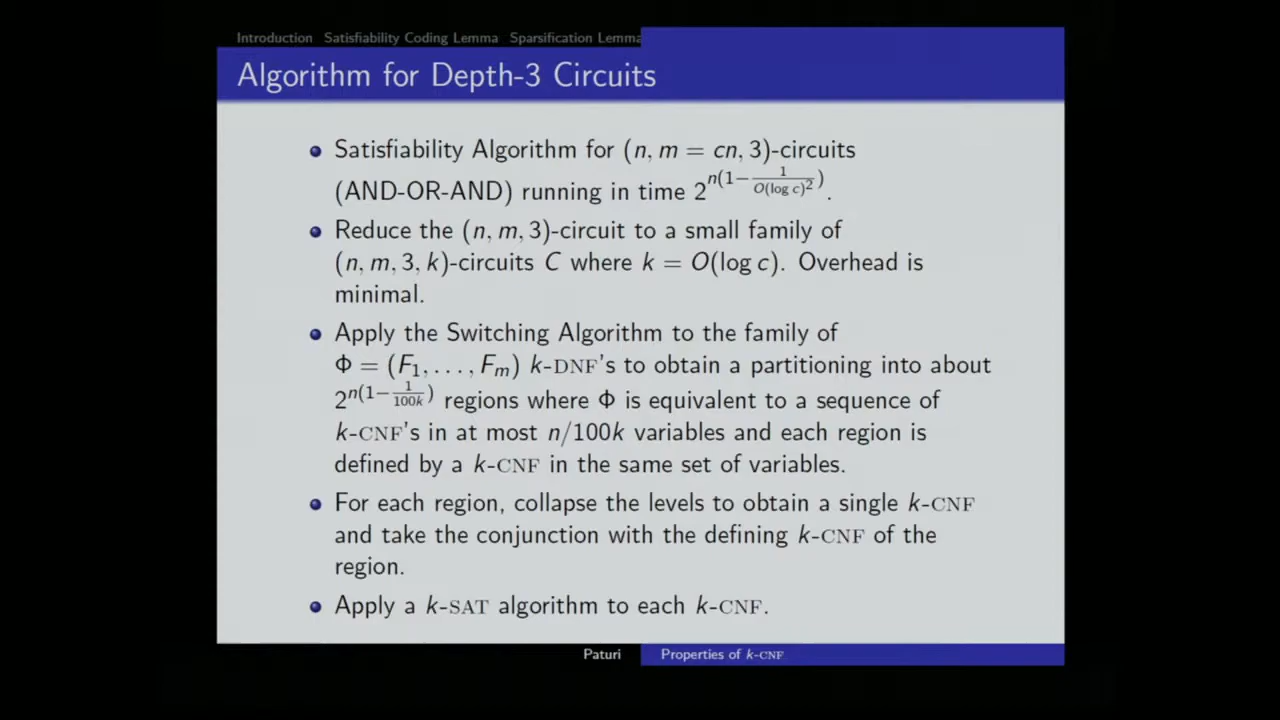 Introduction Satisfiability Coding Lemma Sparsification Lemma
Algorithm for Depth-3 Circuits
Satisfiability Algorithm for (n, m = cn, 3)-circuits
(AND-OR-AND) running in time 2^{n(1−\frac{1}{O(log c)^2})}.
Reduce the (n, m, 3)-circuit to a small family of
(n, m, 3, k)-circuits C where k = O(log c). Overhead is
minimal.
Apply the Switching Algorithm to the family of
Φ = (F_1, . . . , F_m) k-DNF's to obtain a partitioning into about
2^{n(1−\frac{1}{100k})} regions where Φ is equivalent to a sequence of
k-CNF's in at most n/100k variables and each region is
defined by a k-CNF in the same set of variables.
For each region, collapse the levels to obtain a single k-CNF
and take the conjunction with the defining k-CNF of the
region.
Apply a k-SAT algorithm to each k-CNF.
Paturi Properties of k-CNF